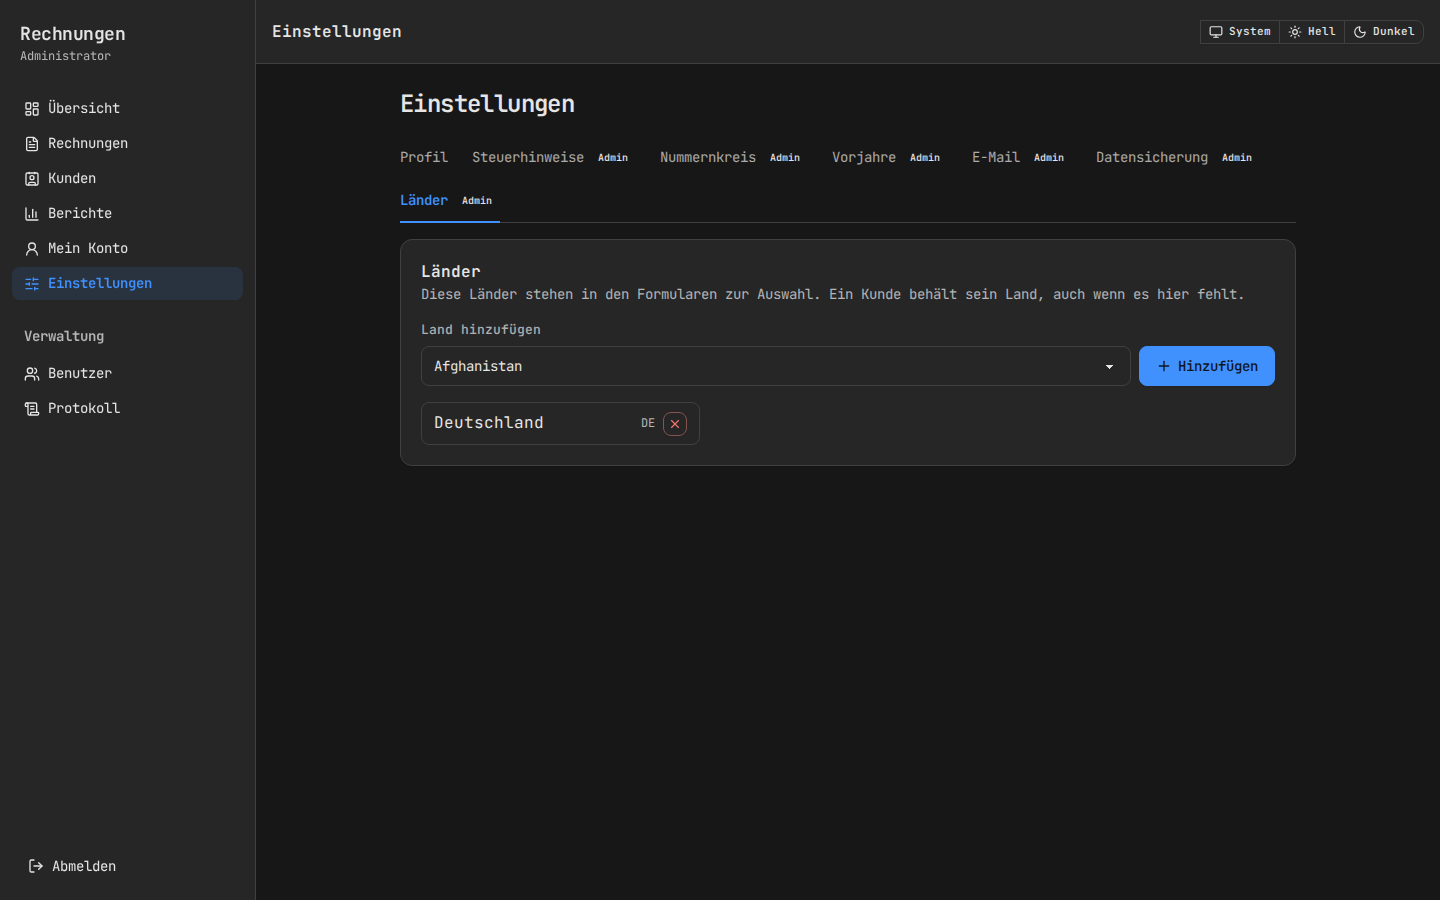 Rechnungen
Administrator
Übersicht
Rechnungen
Kunden
Berichte
Mein Konto
Einstellungen
Verwaltung
Benutzer
Protokoll
Abmelden
Einstellungen
System Hell Dunkel
Einstellungen
Profil Steuerhinweise Admin Nummernkreis Admin Vorjahre Admin E-Mail Admin Datensicherung Admin
Länder Admin
Länder
Diese Länder stehen in den Formularen zur Auswahl. Ein Kunde behält sein Land, auch wenn es hier fehlt.
Land hinzufügen
Afghanistan
Hinzufügen
Deutschland DE